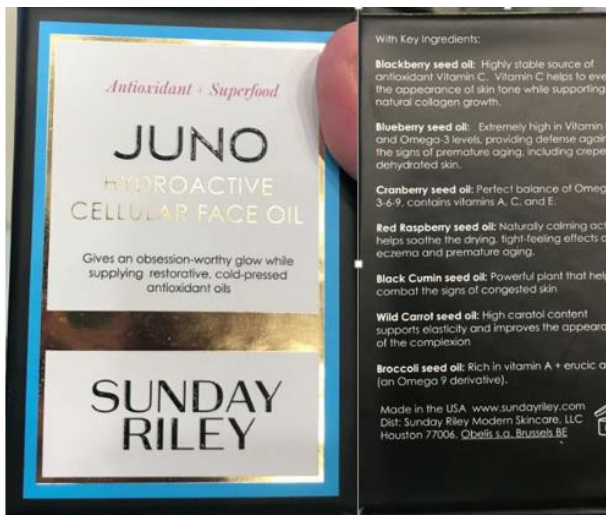 Antioxidant + Superfood
JUNO
HYDROACTIVE
CELLULAR FACE OIL
Gives an obsession-worthy glow while
supplying restorative, cold-pressed
antioxidant oils
SUNDAY
RILEY
With Key Ingredients:
Blackberry seed oil: Highly stable source of
antioxidant Vitamin C. Vitamin C helps to eve
the appearance of skin tone while supporting
natural collagen growth.
Blueberry seed oil: Extremely high in Vitamin
and Omega-3 levels, providing defense again
the signs of premature aging, including crepe
dehydrated skin.
Cranberry seed oil: Perfect balance of Omeg
3-6-9, contains vitamins A, C, and E.
Red Raspberry seed oil: Naturally calming act
helps soothe the drying, tight-feeling effects o
eczema and premature aging.
Black Cumin seed oil: Powerful plant that help
combat the signs of congested skin
Wild Carrot seed oil: High caratol content
supports elasticity and improves the appeara
of the complexion
Broccoli seed oil: Rich in vitamin A + erucic a
(an Omega 9 derivative).
Made in the USA www.sundayriley.com
Dist: Sunday Riley Modern Skincare, LLC
Houston 77006. Obelis s.a. Brussels BE